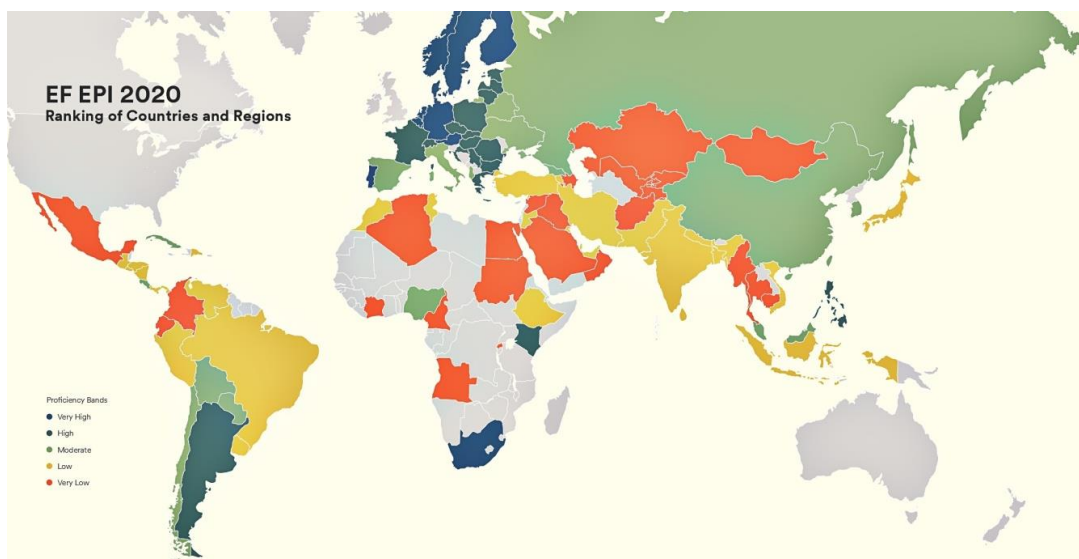 EF EPI 2020
Ranking of Countries and Regions
Proficiency Bands
Very High
High
Moderate
Low
Very Low